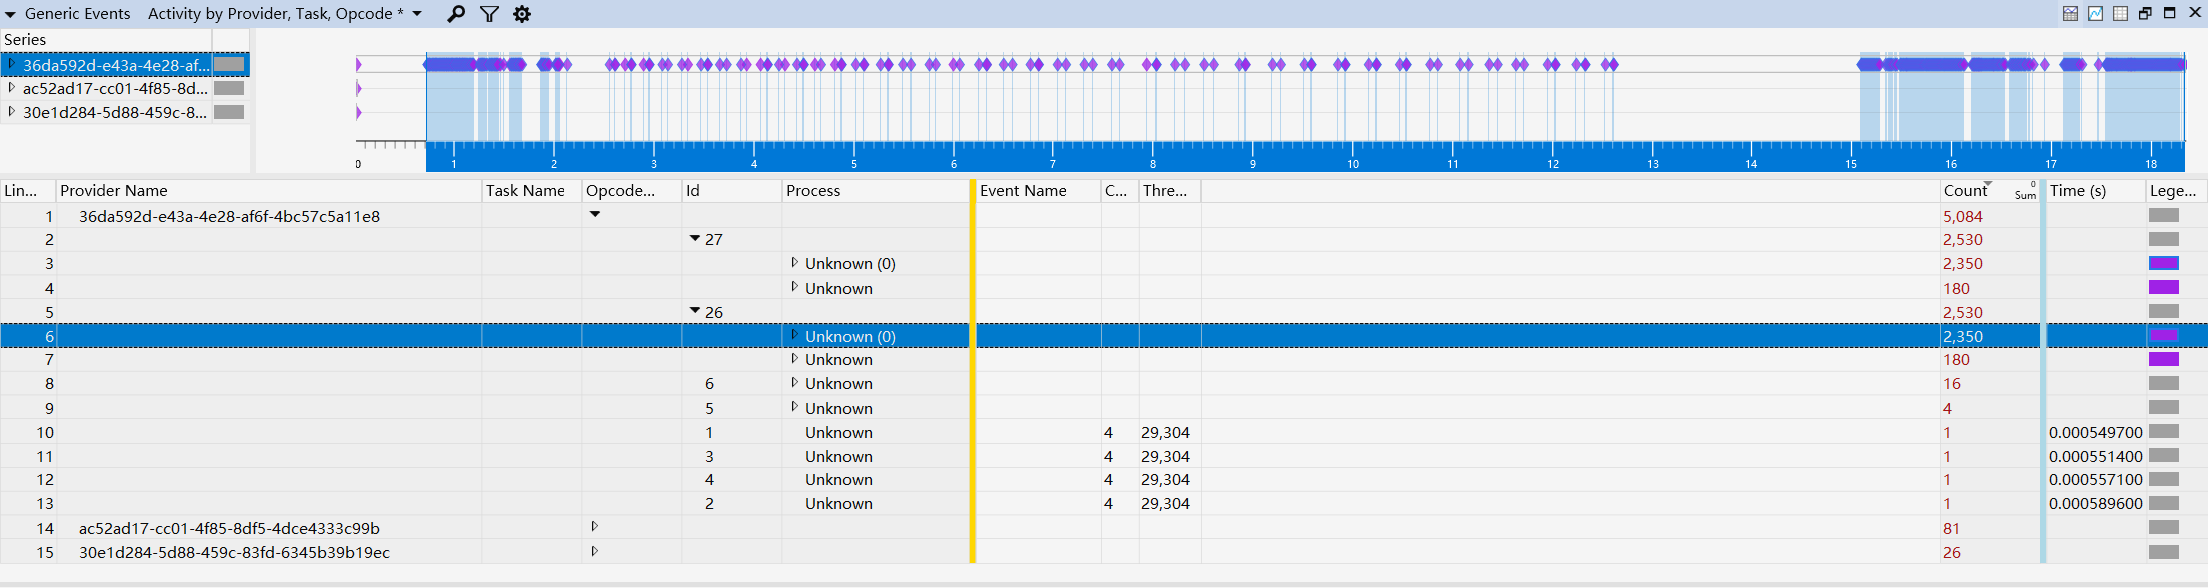 Generic Events Activity by Provider, Task, Opcode *
Series
36da592d-e43a-4e28-af...
ac52ad17-cc01-4f85-8d...
30e1d284-5d88-459c-8...
0 1 2 3 4 5 6 7 8 9 10 11 12 13 14 15 16 17 18
Lin... Provider Name Task Name Opcode... Id Process Event Name C... Thre... Count 0 Sum Time (s) Lege...
1 36da592d-e43a-4e28-af6f-4bc57c5a11e8 5,084
2 27 2,530
3 Unknown (0) 2,350
4 Unknown 180
5 26 2,530
6 Unknown (0) 2,350
7 Unknown 180
8 6 Unknown 16
9 5 Unknown 4
10 1 Unknown 4 29,304 1 0.000549700
11 3 Unknown 4 29,304 1 0.000551400
12 4 Unknown 4 29,304 1 0.000557100
13 2 Unknown 4 29,304 1 0.000589600
14 ac52ad17-cc01-4f85-8df5-4dce4333c99b 81
15 30e1d284-5d88-459c-83fd-6345b39b19ec 26